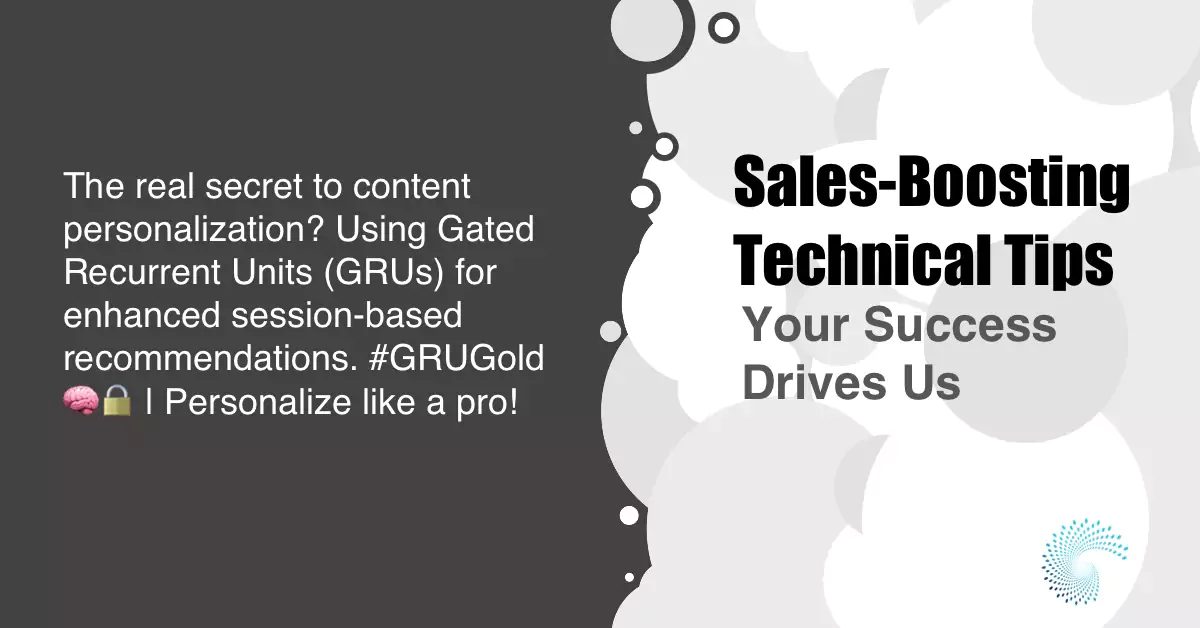 The real secret to content
personalization? Using Gated
Recurrent Units (GRUs) for
enhanced session-based
recommendations. #GRUGold
🧠🔒 | Personalize like a pro!
Sales-Boosting
Technical Tips
Your Success
Drives Us